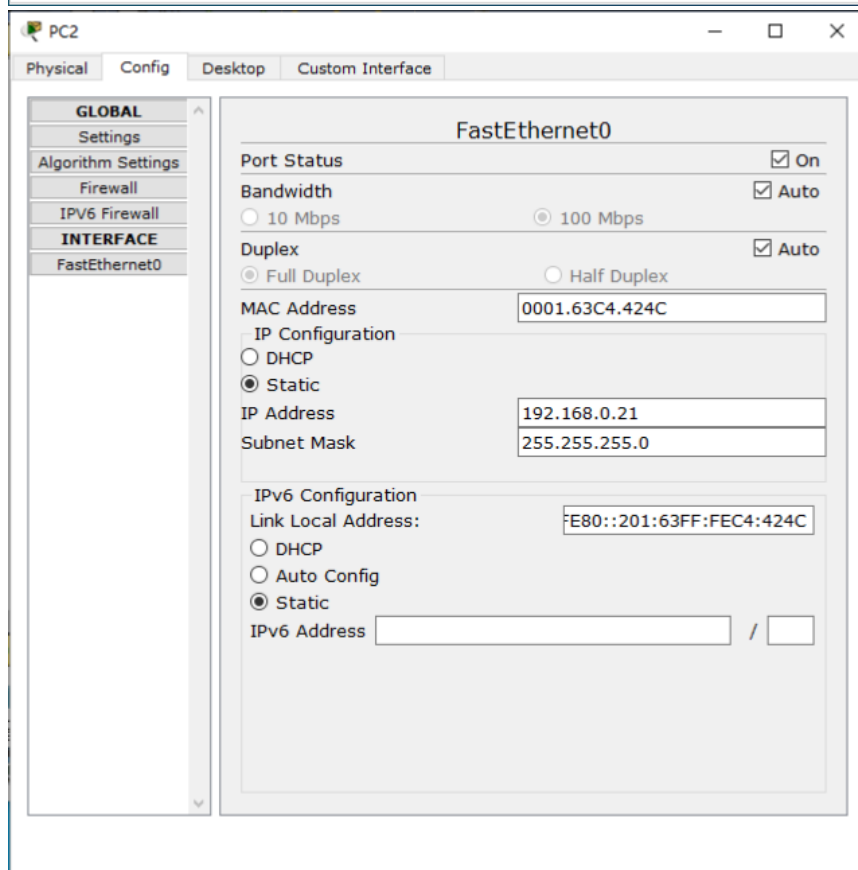 PC2
Physical Config Desktop Custom Interface
GLOBAL
Settings
Algorithm Settings
Firewall
IPV6 Firewall
INTERFACE
FastEthernet0
FastEthernet0
Port Status On
Bandwidth Auto
10 Mbps 100 Mbps
Duplex Auto
Full Duplex Half Duplex
MAC Address 0001.63C4.424C
IP Configuration
DHCP
Static
IP Address 192.168.0.21
Subnet Mask 255.255.255.0
IPv6 Configuration
Link Local Address: FE80::201:63FF:FEC4:424C
DHCP
Auto Config
Static
IPv6 Address /